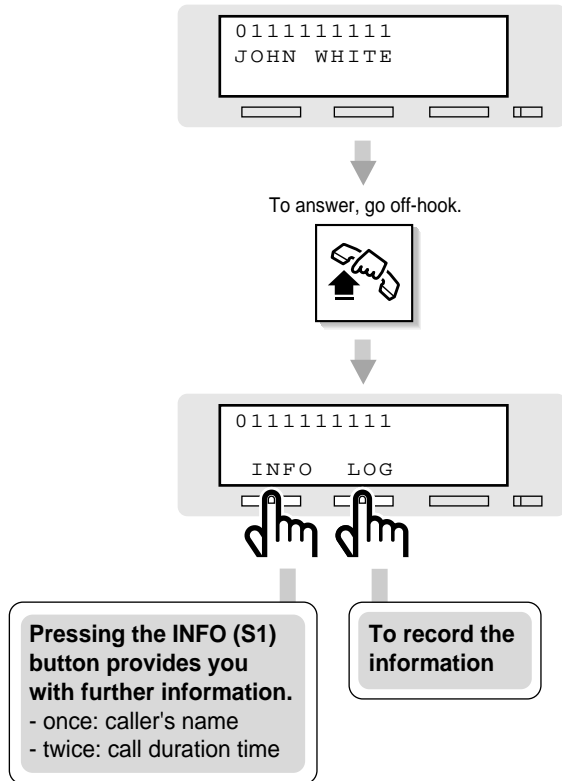 0111111111
JOHN WHITE
To answer, go off-hook.
0111111111
INFO LOG
Pressing the INFO (S1)
button provides you
with further information.
- once: caller's name
- twice: call duration time
To record the
information